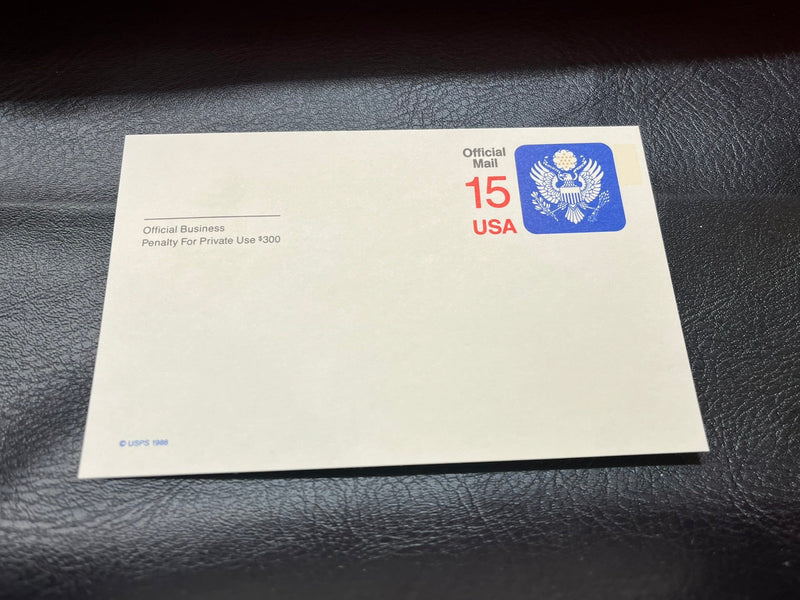 Official
Mail
15
USA
Official Business
Penalty For Private Use $300
© USPS 1988